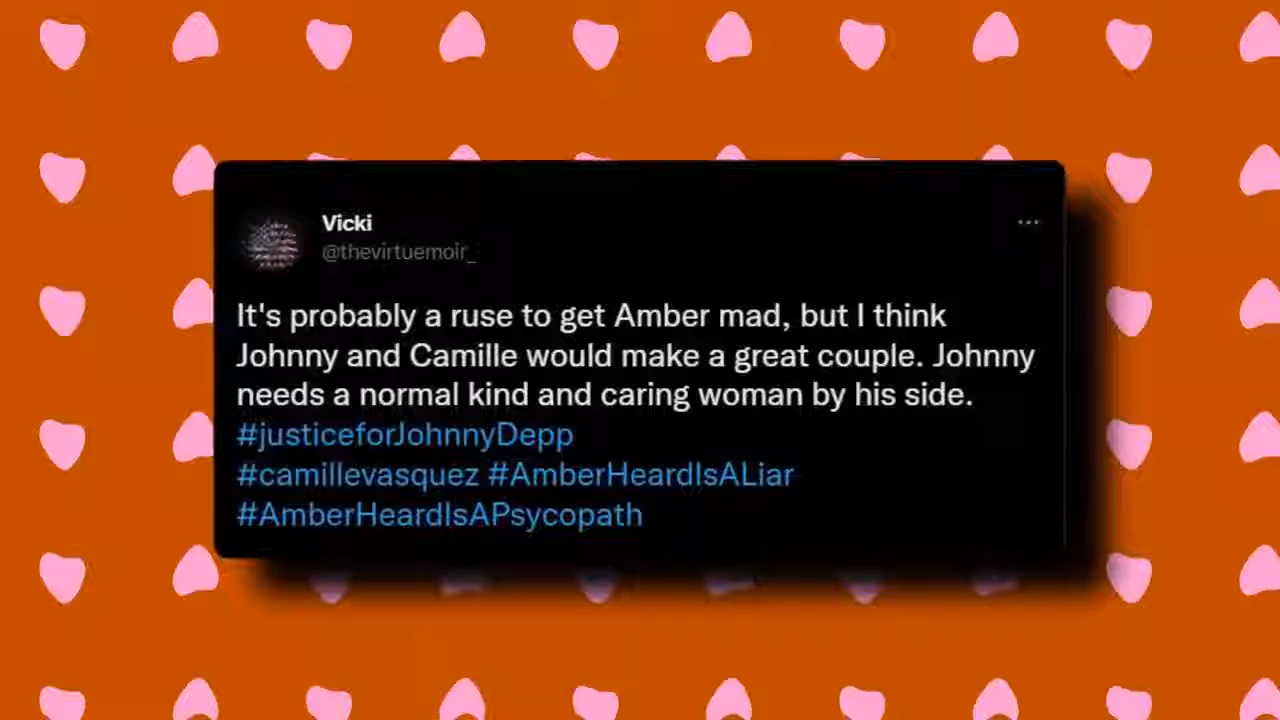 Vicki
@thevirtuemoir_
It's probably a ruse to get Amber mad, but I think
Johnny and Camille would make a great couple. Johnny
needs a normal kind and caring woman by his side.
#justiceforJohnnyDepp
#camillevasquez #AmberHeardIsALiar
#AmberHeardIsAPsycopath